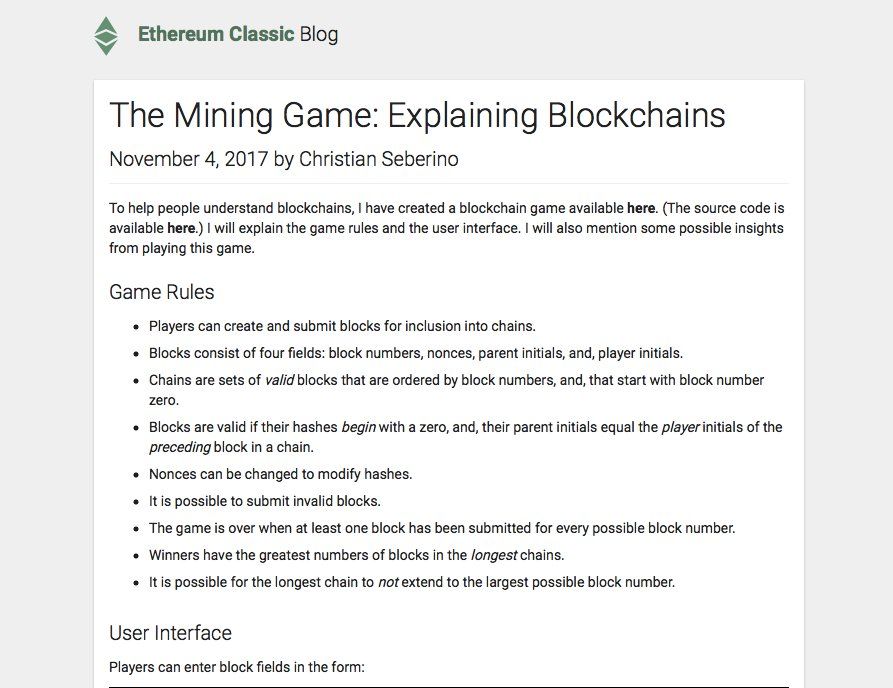 Ethereum Classic Blog
The Mining Game: Explaining Blockchains
November 4, 2017 by Christian Seberino
To help people understand blockchains, I have created a blockchain game available here. (The source code is
available here.) I will explain the game rules and the user interface. I will also mention some possible insights
from playing this game.
Game Rules
• Players can create and submit blocks for inclusion into chains.
• Blocks consist of four fields: block numbers, nonces, parent initials, and, player initials.
• Chains are sets of valid blocks that are ordered by block numbers, and, that start with block number
zero.
• Blocks are valid if their hashes begin with a zero, and, their parent initials equal the player initials of the
preceding block in a chain.
• Nonces can be changed to modify hashes.
• It is possible to submit invalid blocks.
• The game is over when at least one block has been submitted for every possible block number.
• Winners have the greatest numbers of blocks in the longest chains.
• It is possible for the longest chain to not extend to the largest possible block number.
User Interface
Players can enter block fields in the form: